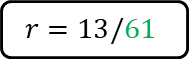 r = 13/61